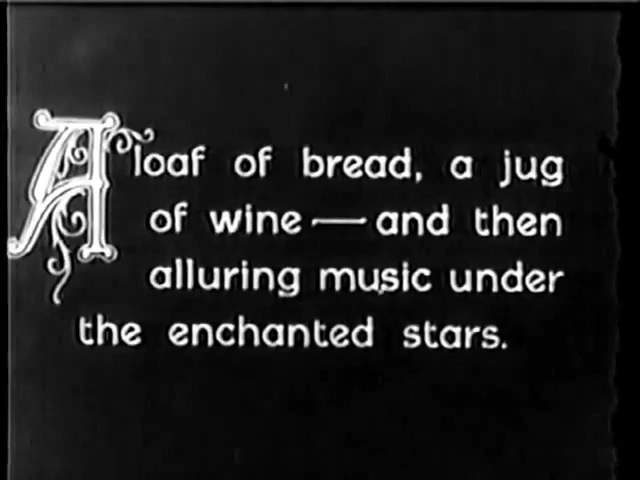 A loaf of bread, a jug
of wine — and then
alluring music under
the enchanted stars.